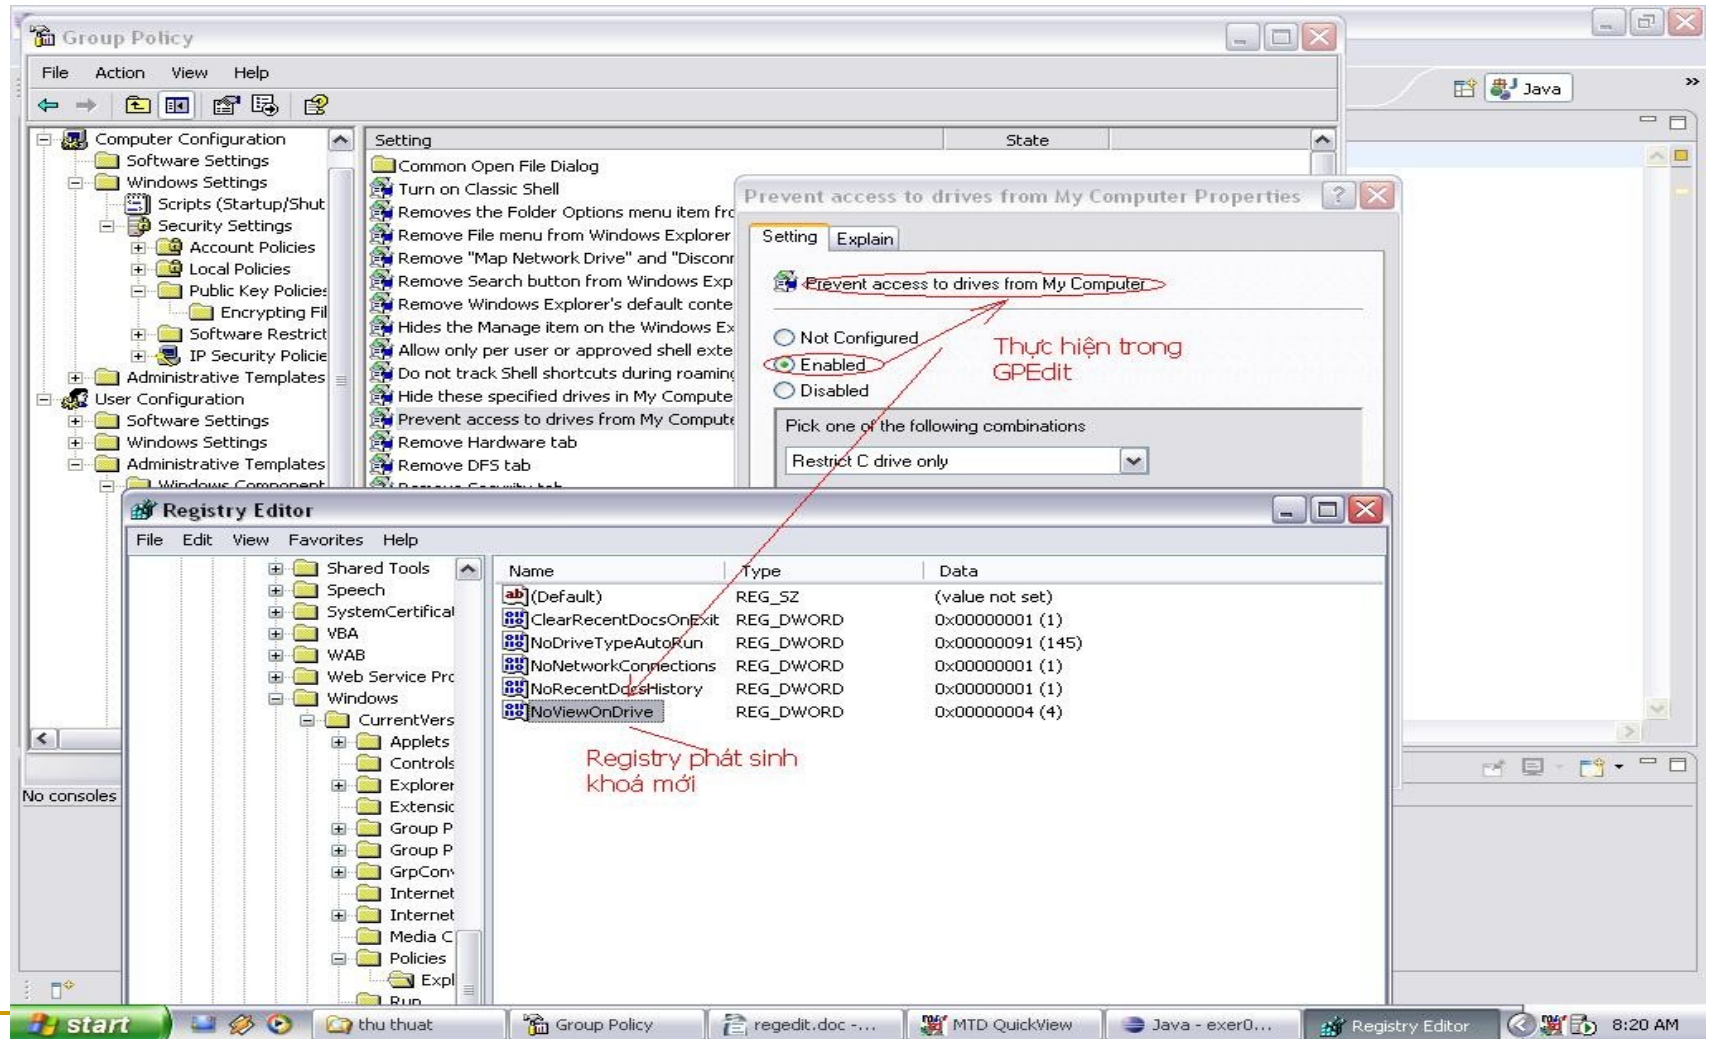 Group Policy
File Action View Help
Java
»
Computer Configuration
Software Settings
Windows Settings
Scripts (Startup/Shut
Security Settings
Account Policies
Local Policies
Public Key Policies
Encrypting Fil
Software Restrict
IP Security Policie
Administrative Templates
User Configuration
Software Settings
Windows Settings
Administrative Templates
Windows Component
Setting State
Common Open File Dialog
Turn on Classic Shell
Removes the Folder Options menu item fro
Remove File menu from Windows Explorer
Remove "Map Network Drive" and "Disconn
Remove Search button from Windows Exp
Remove Windows Explorer's default conte
Hides the Manage item on the Windows Ex
Allow only per user or approved shell exte
Do not track Shell shortcuts during roaming
Hide these specified drives in My Compute
Prevent access to drives from My Compute
Remove Hardware tab
Remove DFS tab
Remove Security tab
Prevent access to drives from My Computer Properties
Setting Explain
Prevent access to drives from My Computer
Not Configured
Enabled
Disabled
Thực hiện trong
GPEdit
Pick one of the following combinations
Restrict C drive only
Registry Editor
File Edit View Favorites Help
Shared Tools
Speech
SystemCertifical
VBA
WAB
Web Service Pro
Windows
CurrentVers
Applets
Controls
Explorer
Extensio
Group P
Group P
GrpConv
Internet
Internet
Media C
Policies
Expl
Run
Name Type Data
(Default) REG_SZ (value not set)
ClearRecentDocsOnExit REG_DWORD 0x00000001 (1)
NoDriveTypeAutoRun REG_DWORD 0x00000091 (145)
NoNetworkConnections REG_DWORD 0x00000001 (1)
NoRecentDocsHistory REG_DWORD 0x00000001 (1)
NoViewOnDrive REG_DWORD 0x00000004 (4)
Registry phát sinh
khoá mới
No consoles
start thu thuat Group Policy regedit.doc -... MTD QuickView Java - exer0... Registry Editor 8:20 AM